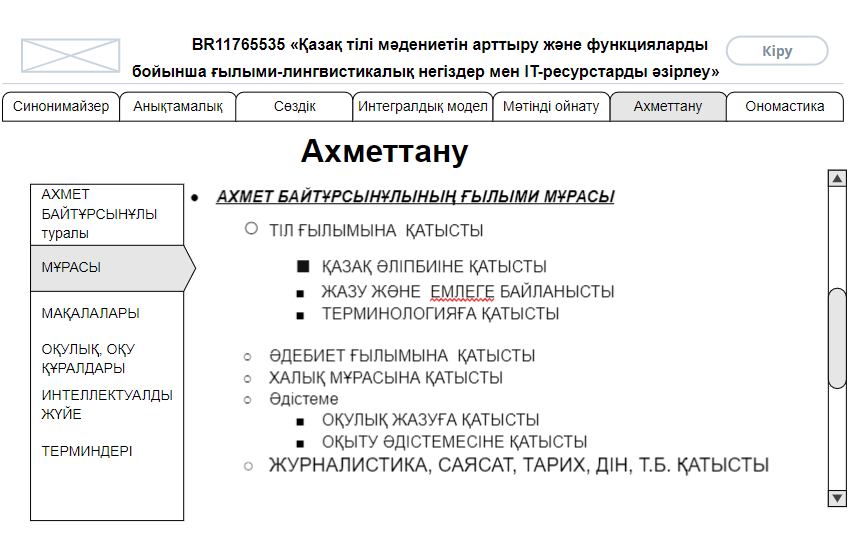 BR11765535 «Қазақ тілі мәдениетін арттыру және функцияларды
бойынша ғылыми-лингвистикалық негіздер мен IT-ресурстарды әзірлеу»
Кіру
Синонимайзер
Анықтамалық
Сөздік
Интегралдық модел
Мәтінді ойнату
Ахметтану
Ономастика
Ахметтану
АХМЕТ
БАЙТҰРСЫНҰЛЫ
туралы
МҰРАСЫ
МАҚАЛАЛАРЫ
ОҚУЛЫҚ, ОҚУ
ҚҰРАЛДАРЫ
ИНТЕЛЛЕКТУАЛДЫ
ЖҮЙЕ
ТЕРМИНДЕРІ
АХМЕТ БАЙТҰРСЫНҰЛЫНЫҢ ҒЫЛЫМИ МҰРАСЫ
ТІЛ ҒЫЛЫМЫНА ҚАТЫСТЫ
ҚАЗАҚ ӘЛІПБИІНЕ ҚАТЫСТЫ
ЖАЗУ ЖӘНЕ ЕМЛЕГЕ БАЙЛАНЫСТЫ
ТЕРМИНОЛОГИЯҒА ҚАТЫСТЫ
ӘДЕБИЕТ ҒЫЛЫМЫНА ҚАТЫСТЫ
ХАЛЫҚ МҰРАСЫНА ҚАТЫСТЫ
Әдістеме
ОҚУЛЫҚ ЖАЗУҒА ҚАТЫСТЫ
ОҚЫТУ ӘДІСТЕМЕСІНЕ ҚАТЫСТЫ
ЖУРНАЛИСТИКА, САЯСАТ, ТАРИХ, ДІН, Т.Б. ҚАТЫСТЫ